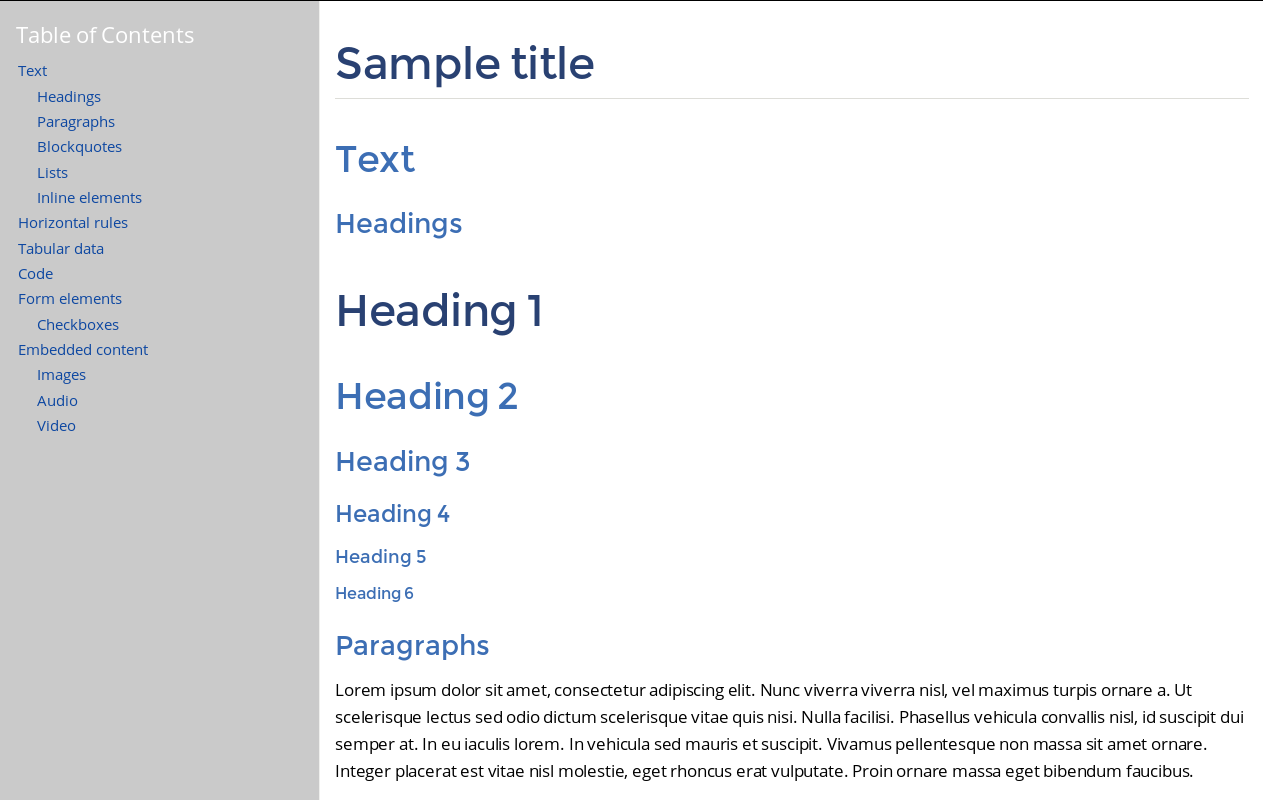 Table of Contents
Text
Headings
Paragraphs
Blockquotes
Lists
Inline elements
Horizontal rules
Tabular data
Code
Form elements
Checkboxes
Embedded content
Images
Audio
Video
Sample title
Text
Headings
Heading 1
Heading 2
Heading 3
Heading 4
Heading 5
Heading 6
Paragraphs
Lorem ipsum dolor sit amet, consectetur adipiscing elit. Nunc viverra viverra nisl, vel maximus turpis ornare a. Ut
scelerisque lectus sed odio dictum scelerisque vitae quis nisi. Nulla facilisi. Phasellus vehicula convallis nisl, id suscipit dui
semper at. In eu iaculis lorem. In vehicula sed mauris et suscipit. Vivamus pellentesque non massa sit amet ornare.
Integer placerat est vitae nisl molestie, eget rhoncus erat vulputate. Proin ornare massa eget bibendum faucibus.